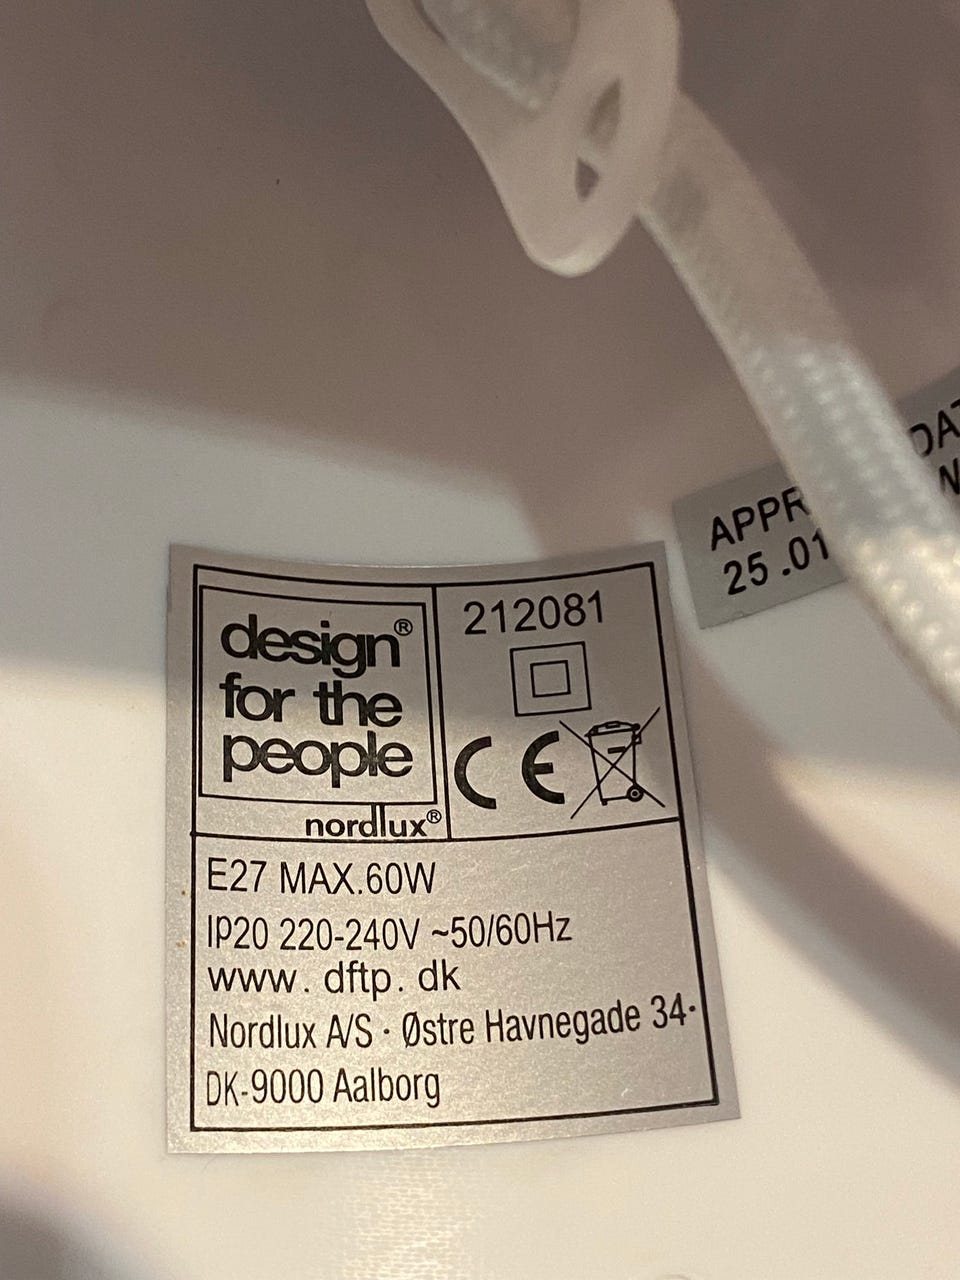 design®
for the
people
nordlux®
212081
CE
E27 MAX.60W
IP20 220-240V ~50/60Hz
www. dftp. dk
Nordlux A/S · Østre Havnegade 34·
DK-9000 Aalborg
25 .01